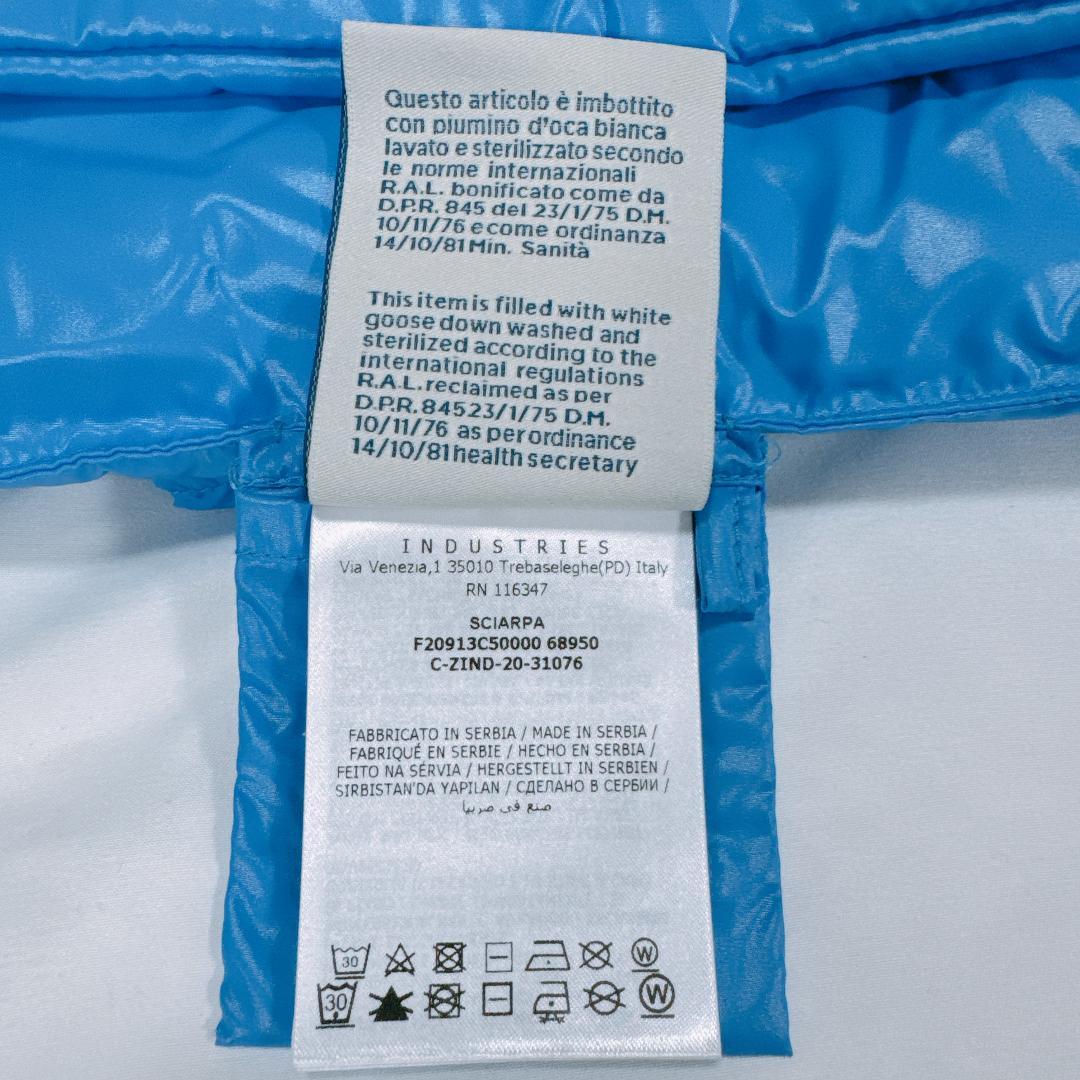 Questo articolo è imbottito
con piumino d'oca bianca
lavato e sterilizzato secondo
le norme internazionali
R.A.L. bonificato come da
D.P.R. 845 del 23/1/75 D.M.
10/11/76 e come ordinanza
14/10/81 Min. Sanità
This item is filled with white
goose down washed and
sterilized according to the
international regulations
R.A.L. reclaimed as per
D.P.R. 84523/1/75 D.M.
10/11/76 as per ordinance
14/10/81 health secretary
INDUSTRIES
Via Venezia,1 35010 Trebaseleghe(PD) Italy
RN 116347
SCIARPA
F20913C50000 68950
C-ZIND-20-31076
FABBRICATO IN SERBIA / MADE IN SERBIA /
FABRIQUÉ EN SERBIE / HECHO EN SERBIA /
FEITO NA SÉRVIA / HERGESTELLT IN SERBIEN /
SIRBISTAN'DA YAPILAN / СДЕЛАНО В СЕРБИИ /
صنع في صربيا
30 W
30 W